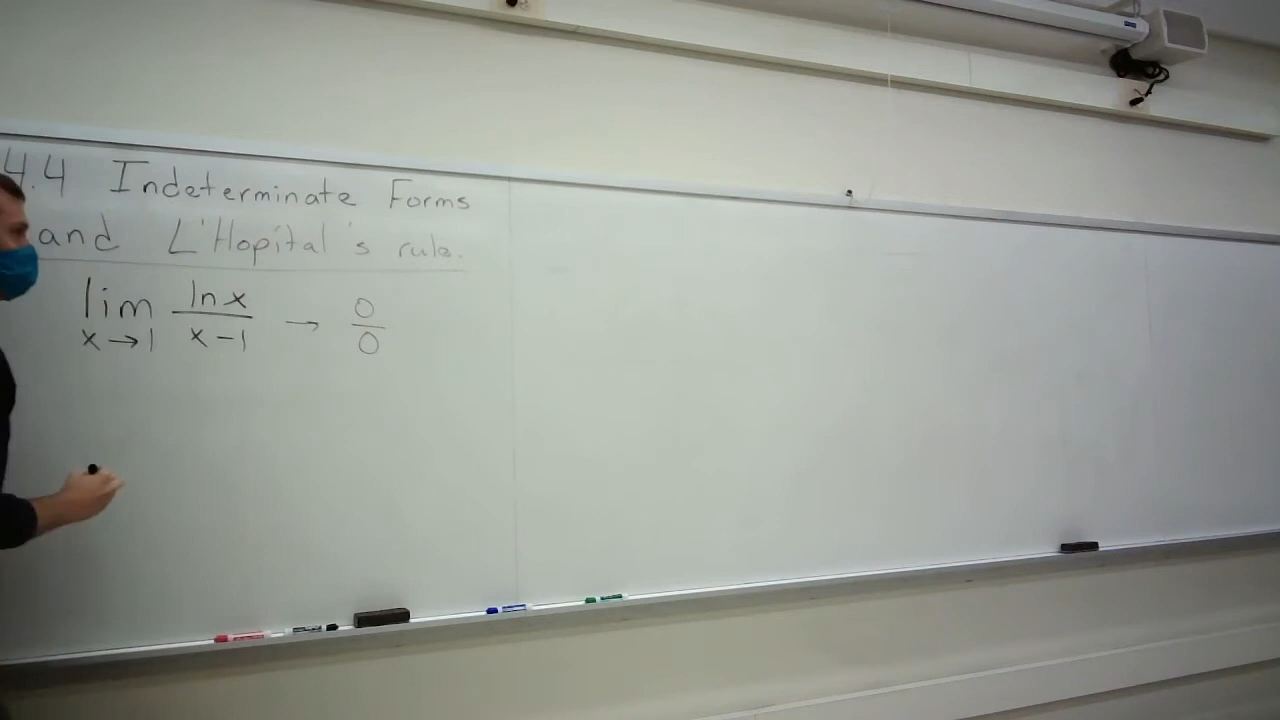 4.4 Indeterminate Forms
and L'Hopital's rule.
lim x→1 ln x / x-1 → 0/0